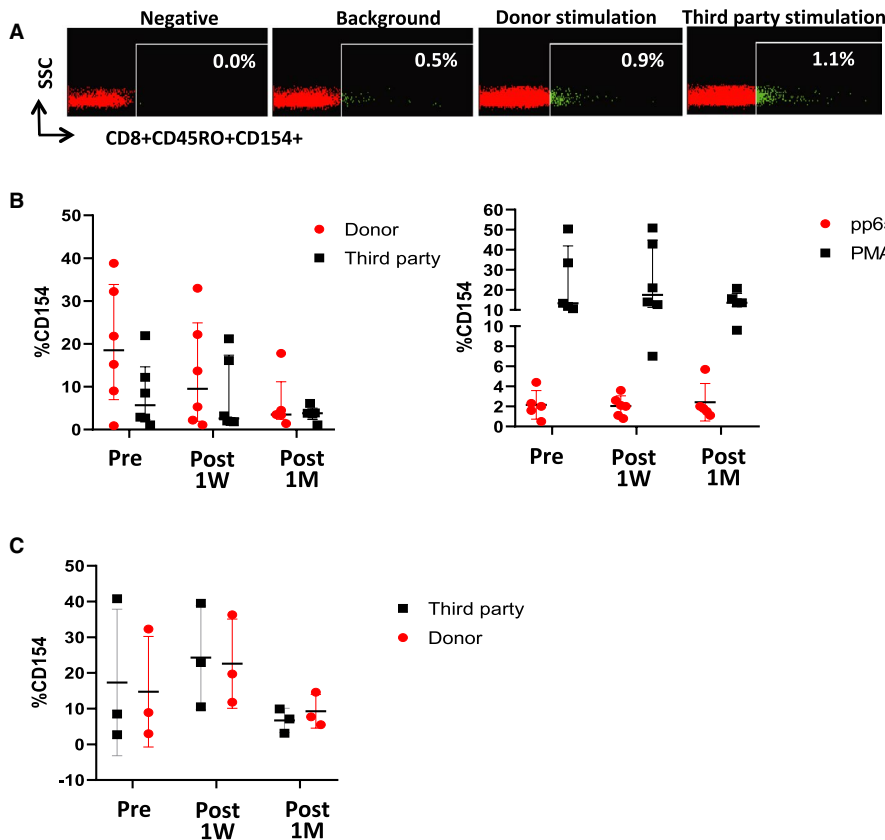 A
Negative
Background
Donor stimulation
Third party stimulation
SSC
0.0%
0.5%
0.9%
1.1%
CD8+CD45RO+CD154+
B
%CD154
50
40
30
20
10
0
Donor
Third party
Pre
Post 1W
Post 1M
%CD154
60
50
40
30
20
10
8
6
4
2
0
PMA
Pre
Post 1W
Post 1M
C
%CD154
50
40
30
20
10
0
-10
Third party
Donor
Pre
Post 1W
Post 1M